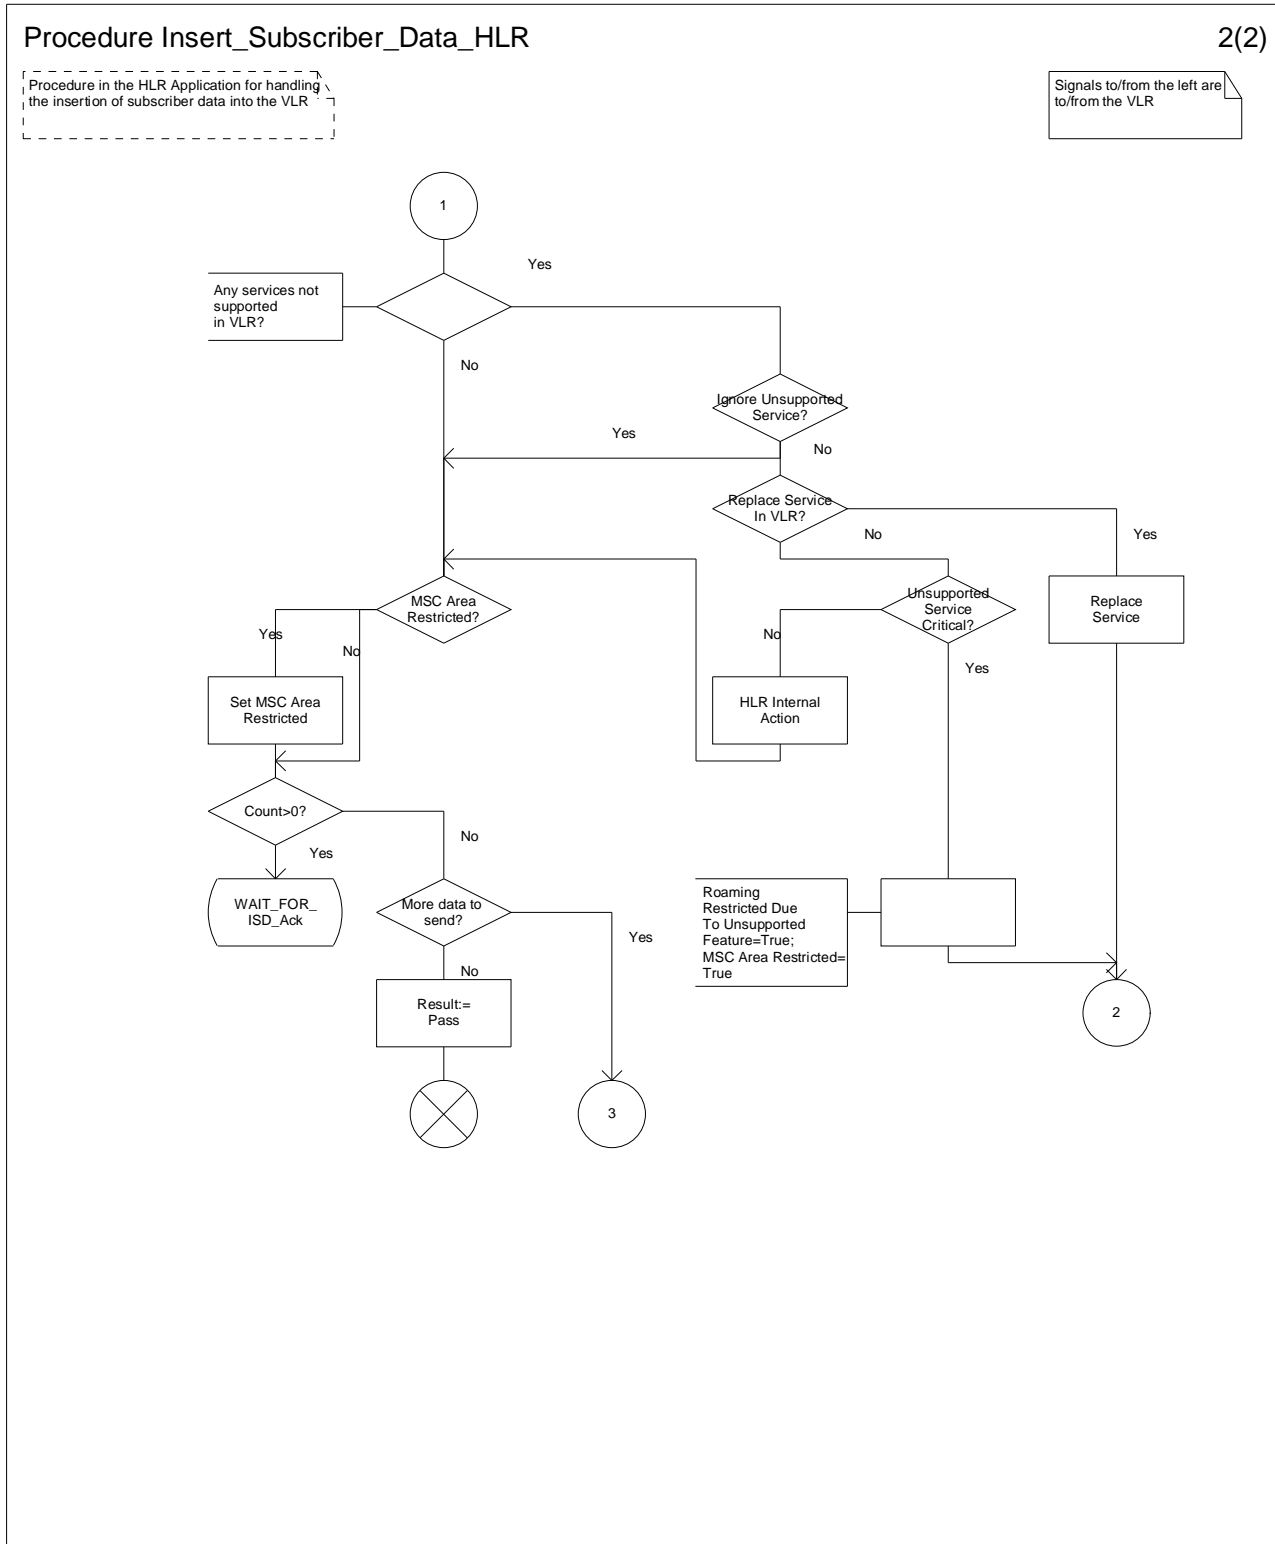 Procedure Insert_Subscriber_Data_HLR
2(2)
Procedure in the HLR Application for handling
the insertion of subscriber data into the VLR
Signals to/from the left are
to/from the VLR
1
Yes
Any services not
supported
in VLR?
No
Ignore Unsupported
Service?
Yes
No
Replace Service
In VLR?
No
Yes
MSC Area
Restricted?
Unsupported
Service
Critical?
Replace
Service
Yes
No
No
Yes
Set MSC Area
Restricted
HLR Internal
Action
Count>0?
No
Yes
WAIT_FOR_
ISD_Ack
More data to
send?
Yes
Roaming
Restricted Due
To Unsupported
Feature=True;
MSC Area Restricted=
True
No
Result:=
Pass
2
3